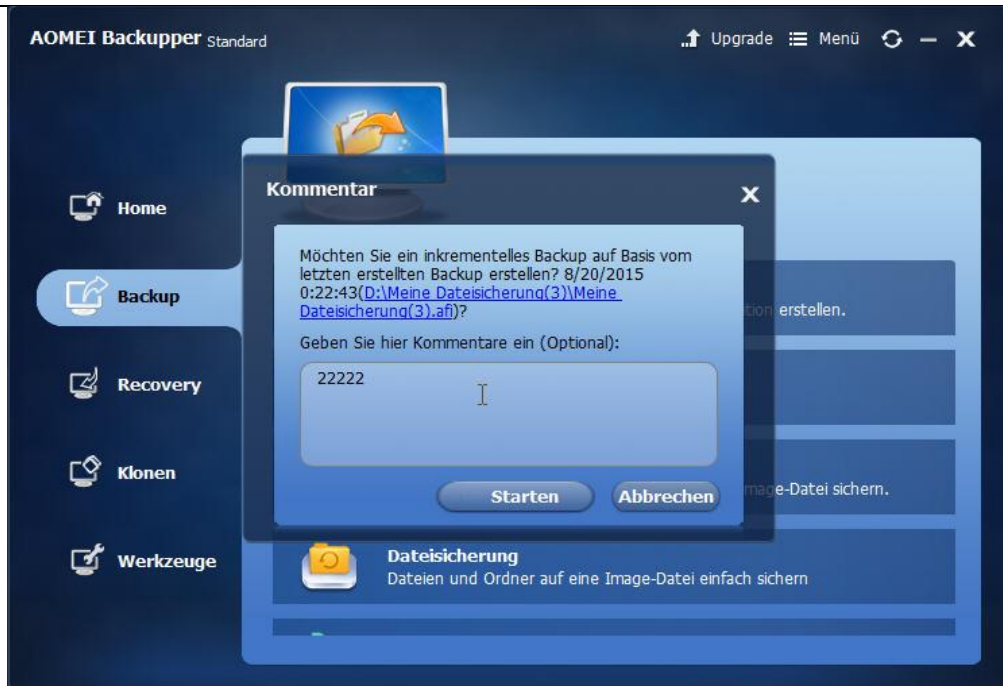 AOMEI Backupper Standard
Upgrade Menü
Kommentar
Home
Möchten Sie ein inkrementelles Backup auf Basis vom
letzten erstellten Backup erstellen? 8/20/2015
0:22:43(D:\Meine Dateisicherung(3)\Meine
Dateisicherung(3).afi)?
Backup
erstellen.
Geben Sie hier Kommentare ein (Optional):
22222
Recovery
Klonen
Starten Abbrechen
e-Datei sichern.
Werkzeuge
Dateisicherung
Dateien und Ordner auf eine Image-Datei einfach sichern